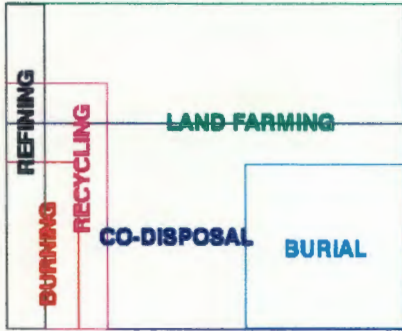 REFINING
RECYCLING
LAND FARMING
BURNING
CO-DISPOSAL
BURIAL